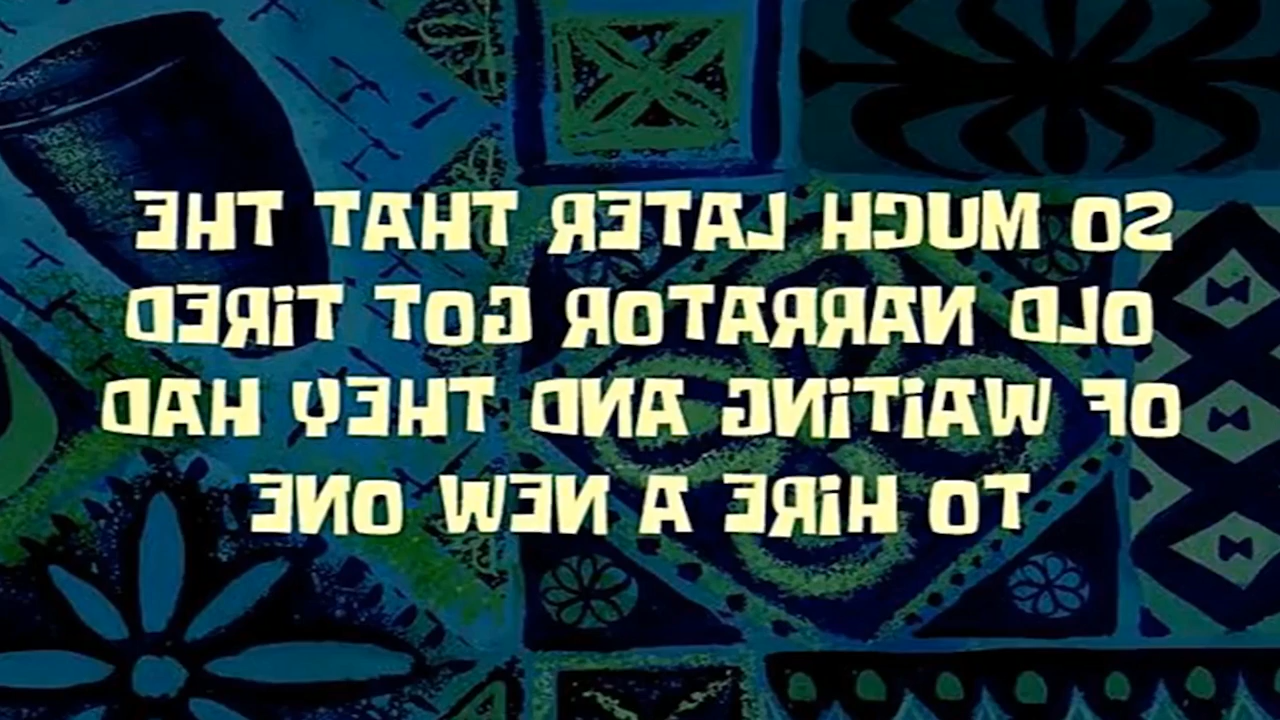 SO MUCH LATER THAT THE
OLD NARRATOR GOT TIRED
OF WAITING AND THEY HAD
TO HIRE A NEW ONE